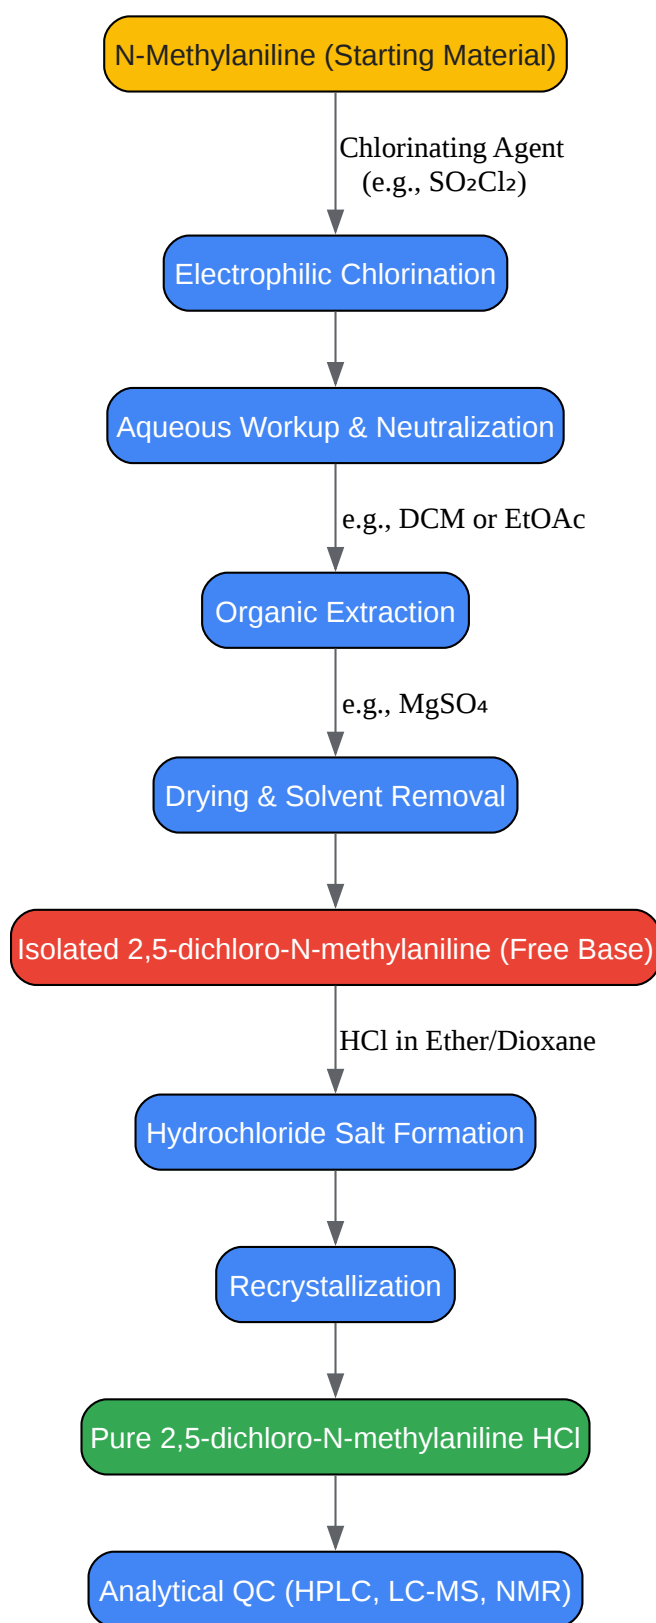 N-Methylaniline (Starting Material)
Chlorinating Agent
(e.g., SO₂Cl₂)
Electrophilic Chlorination
Aqueous Workup & Neutralization
e.g., DCM or EtOAc
Organic Extraction
e.g., MgSO₄
Drying & Solvent Removal
Isolated 2,5-dichloro-N-methylaniline (Free Base)
HCl in Ether/Dioxane
Hydrochloride Salt Formation
Recrystallization
Pure 2,5-dichloro-N-methylaniline HCl
Analytical QC (HPLC, LC-MS, NMR)